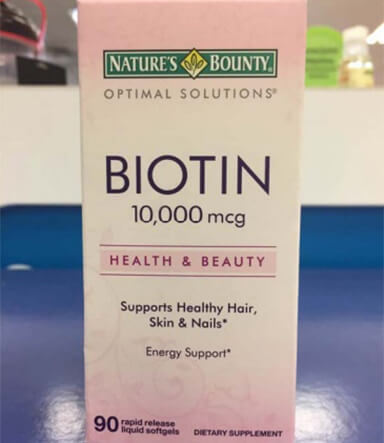 NATURE'S BOUNTY
OPTIMAL SOLUTIONS®
BIOTIN
10,000 mcg
HEALTH & BEAUTY
Supports Healthy Hair,
Skin & Nails*
Energy Support*
90 rapid release
liquid softgels
DIETARY SUPPLEMENT